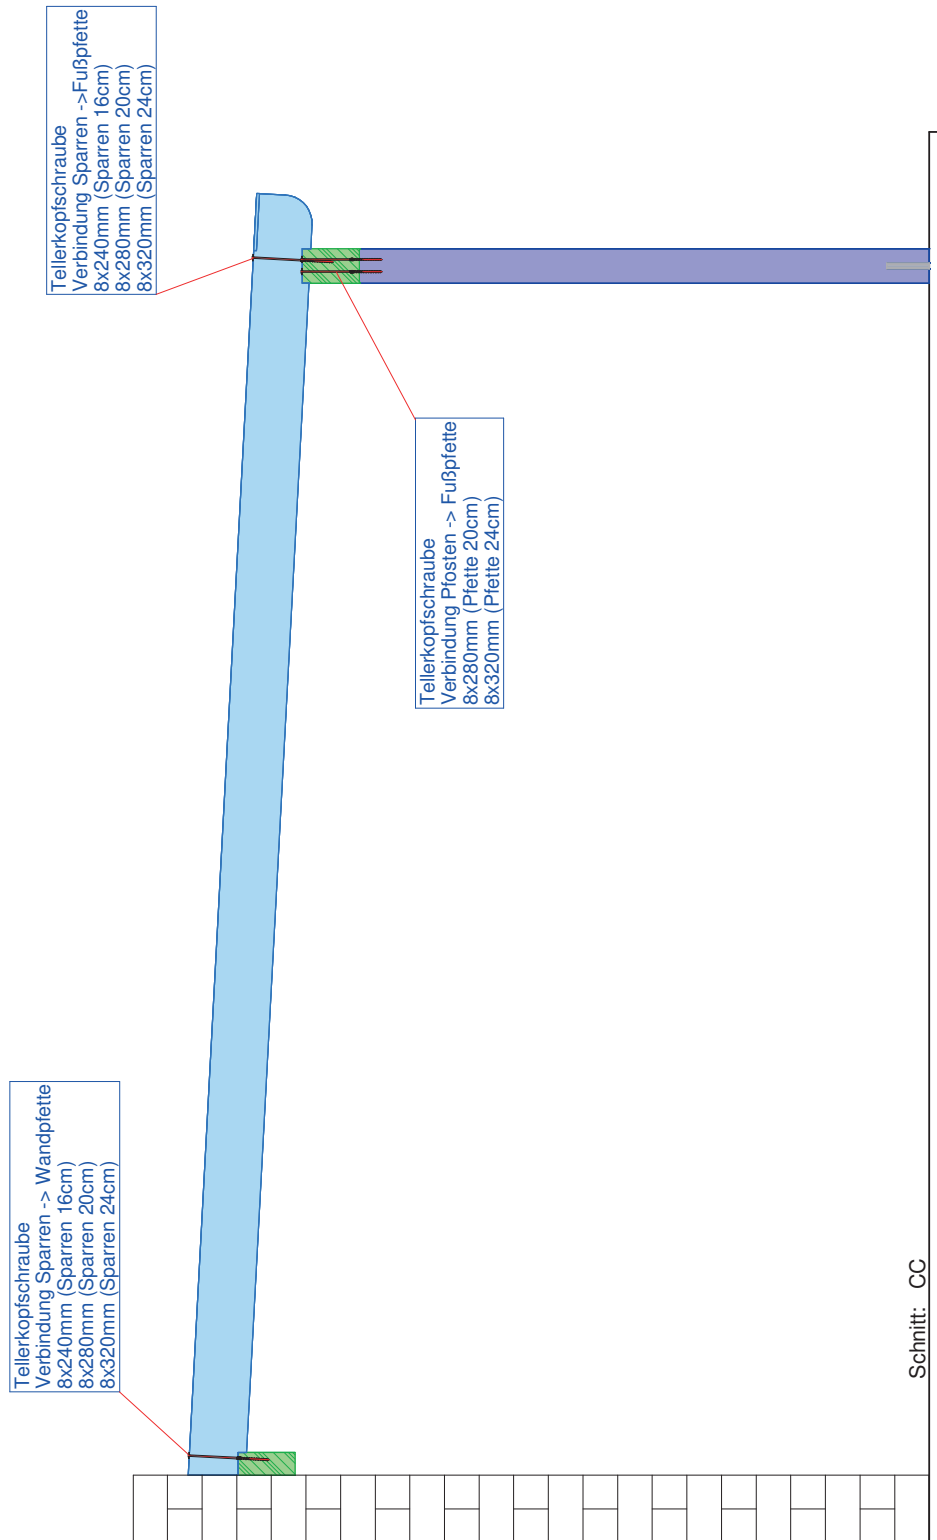 Tellerkopfschraube
Verbindung Sparren -> Wandpfette
8x240mm (Sparren 16cm)
8x280mm (Sparren 20cm)
8x320mm (Sparren 24cm)
Tellerkopfschraube
Verbindung Sparren ->Fußpfette
8x240mm (Sparren 16cm)
8x280mm (Sparren 20cm)
8x320mm (Sparren 24cm)
Tellerkopfschraube
Verbindung Pfosten -> Fußpfette
8x280mm (Pfette 20cm)
8x320mm (Pfette 24cm)
Schnitt: CC